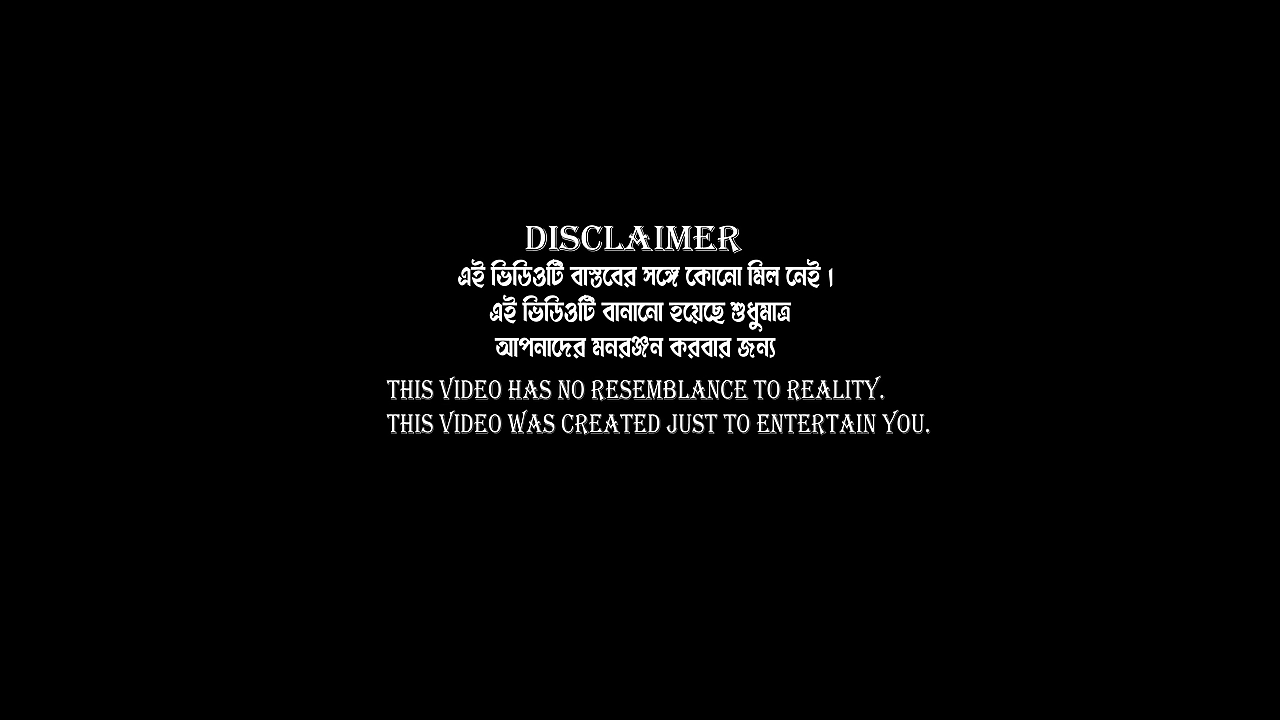 DISCLAIMER
এই ভিডিওটি বাস্তবের সঙ্গে কোনো মিল নেই।
এই ভিডিওটি বানানো হয়েছে শুধুমাত্র
আপনাদের মনরঞ্জন করবার জন্য
THIS VIDEO HAS NO RESEMBLANCE TO REALITY.
THIS VIDEO WAS CREATED JUST TO ENTERTAIN YOU.